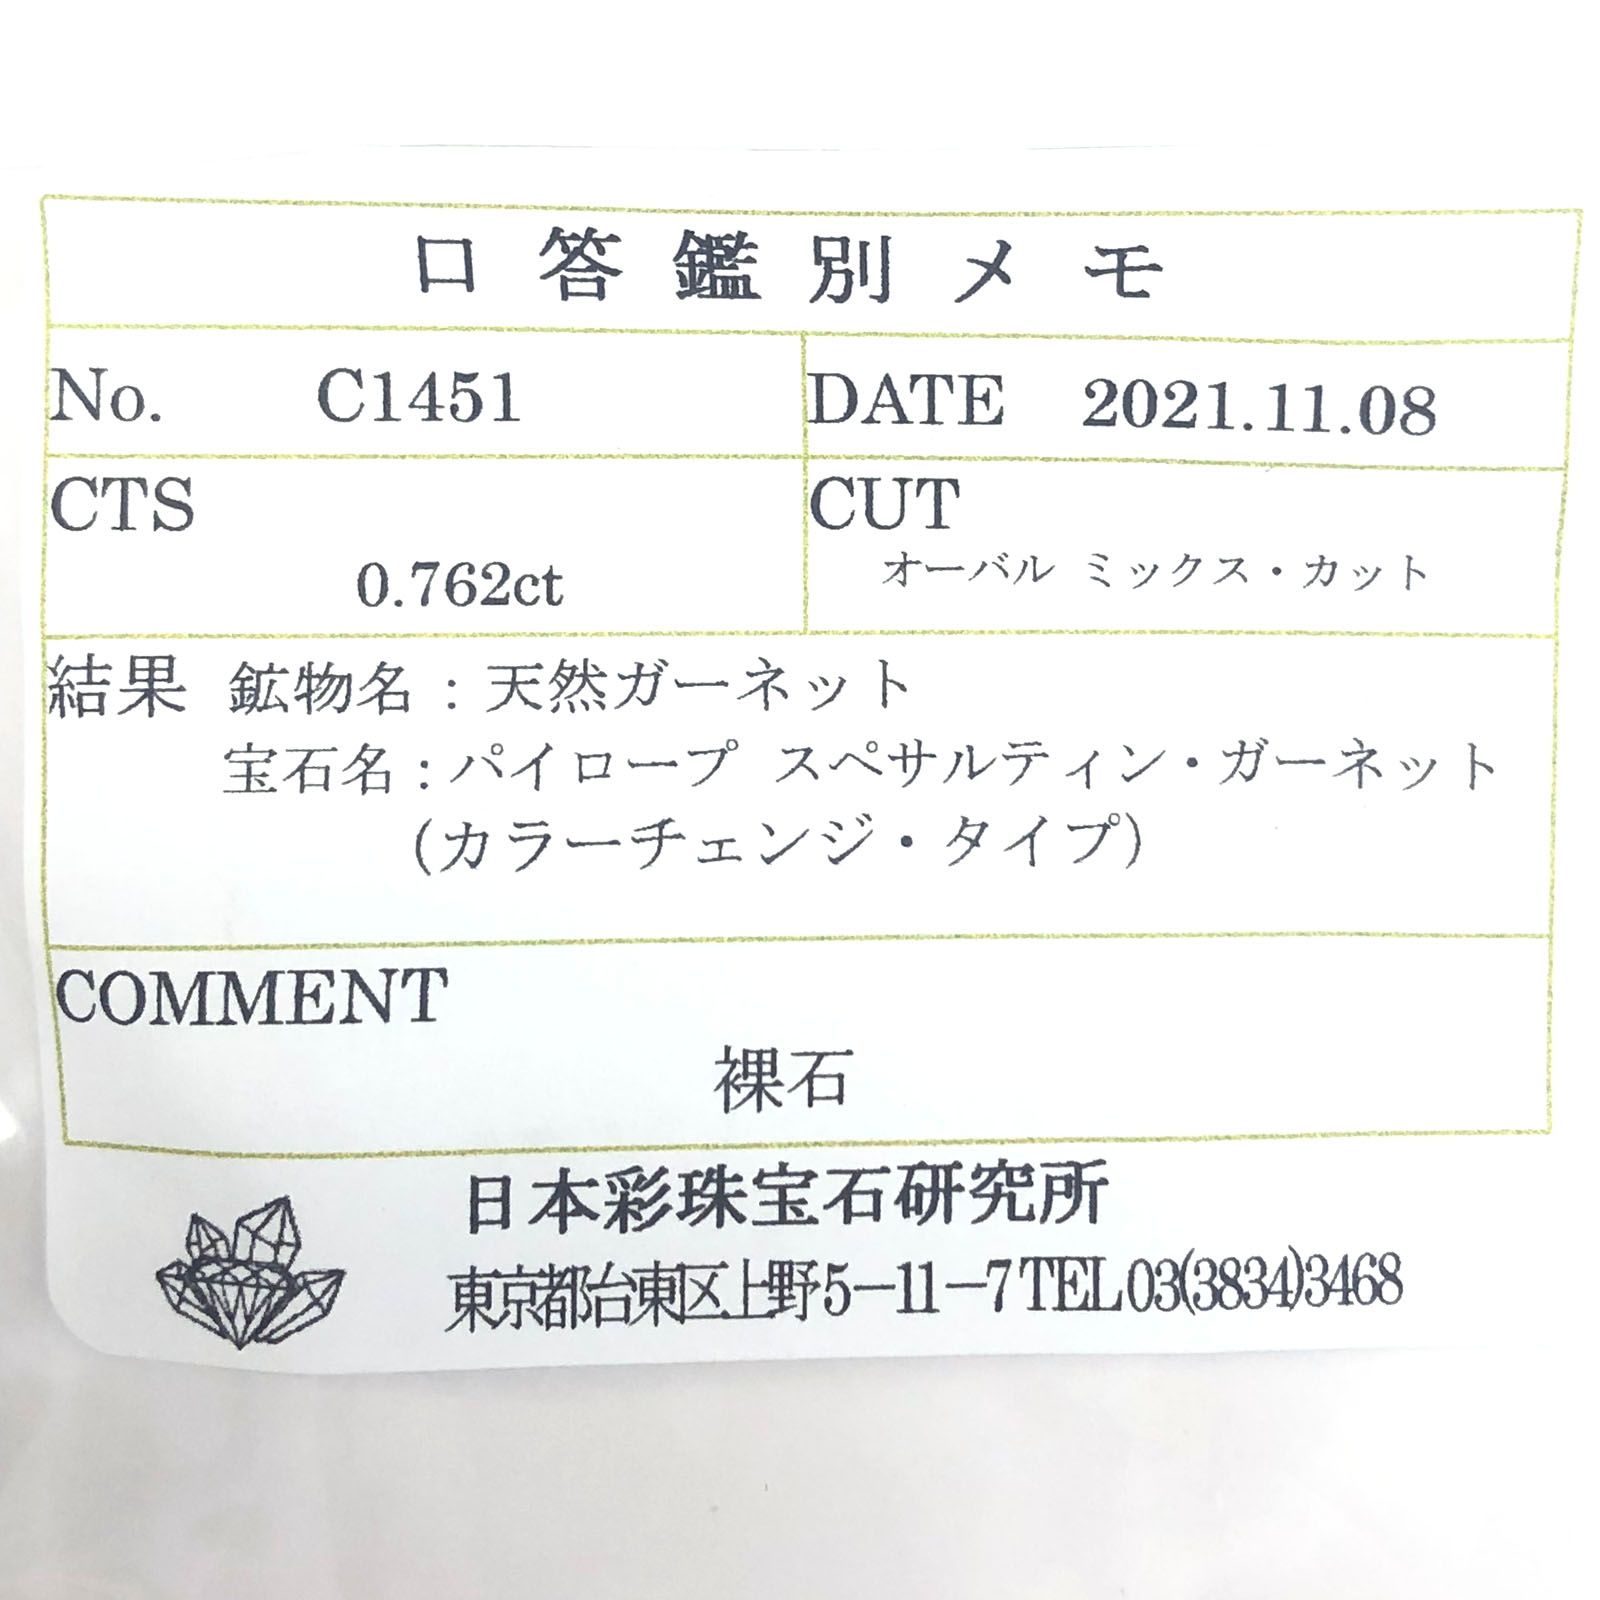 口答鑑別メモ
No. C1451 DATE 2021.11.08
CTS CUT
0.762ct オーバル ミックス・カット
結果 鉱物名：天然ガーネット
宝石名：パイロープ スペサルティン・ガーネット
(カラーチェンジ・タイプ)
COMMENT
裸石
日本彩珠宝石研究所
東京都台東区上野5-11-7 TEL 03(3834)3468